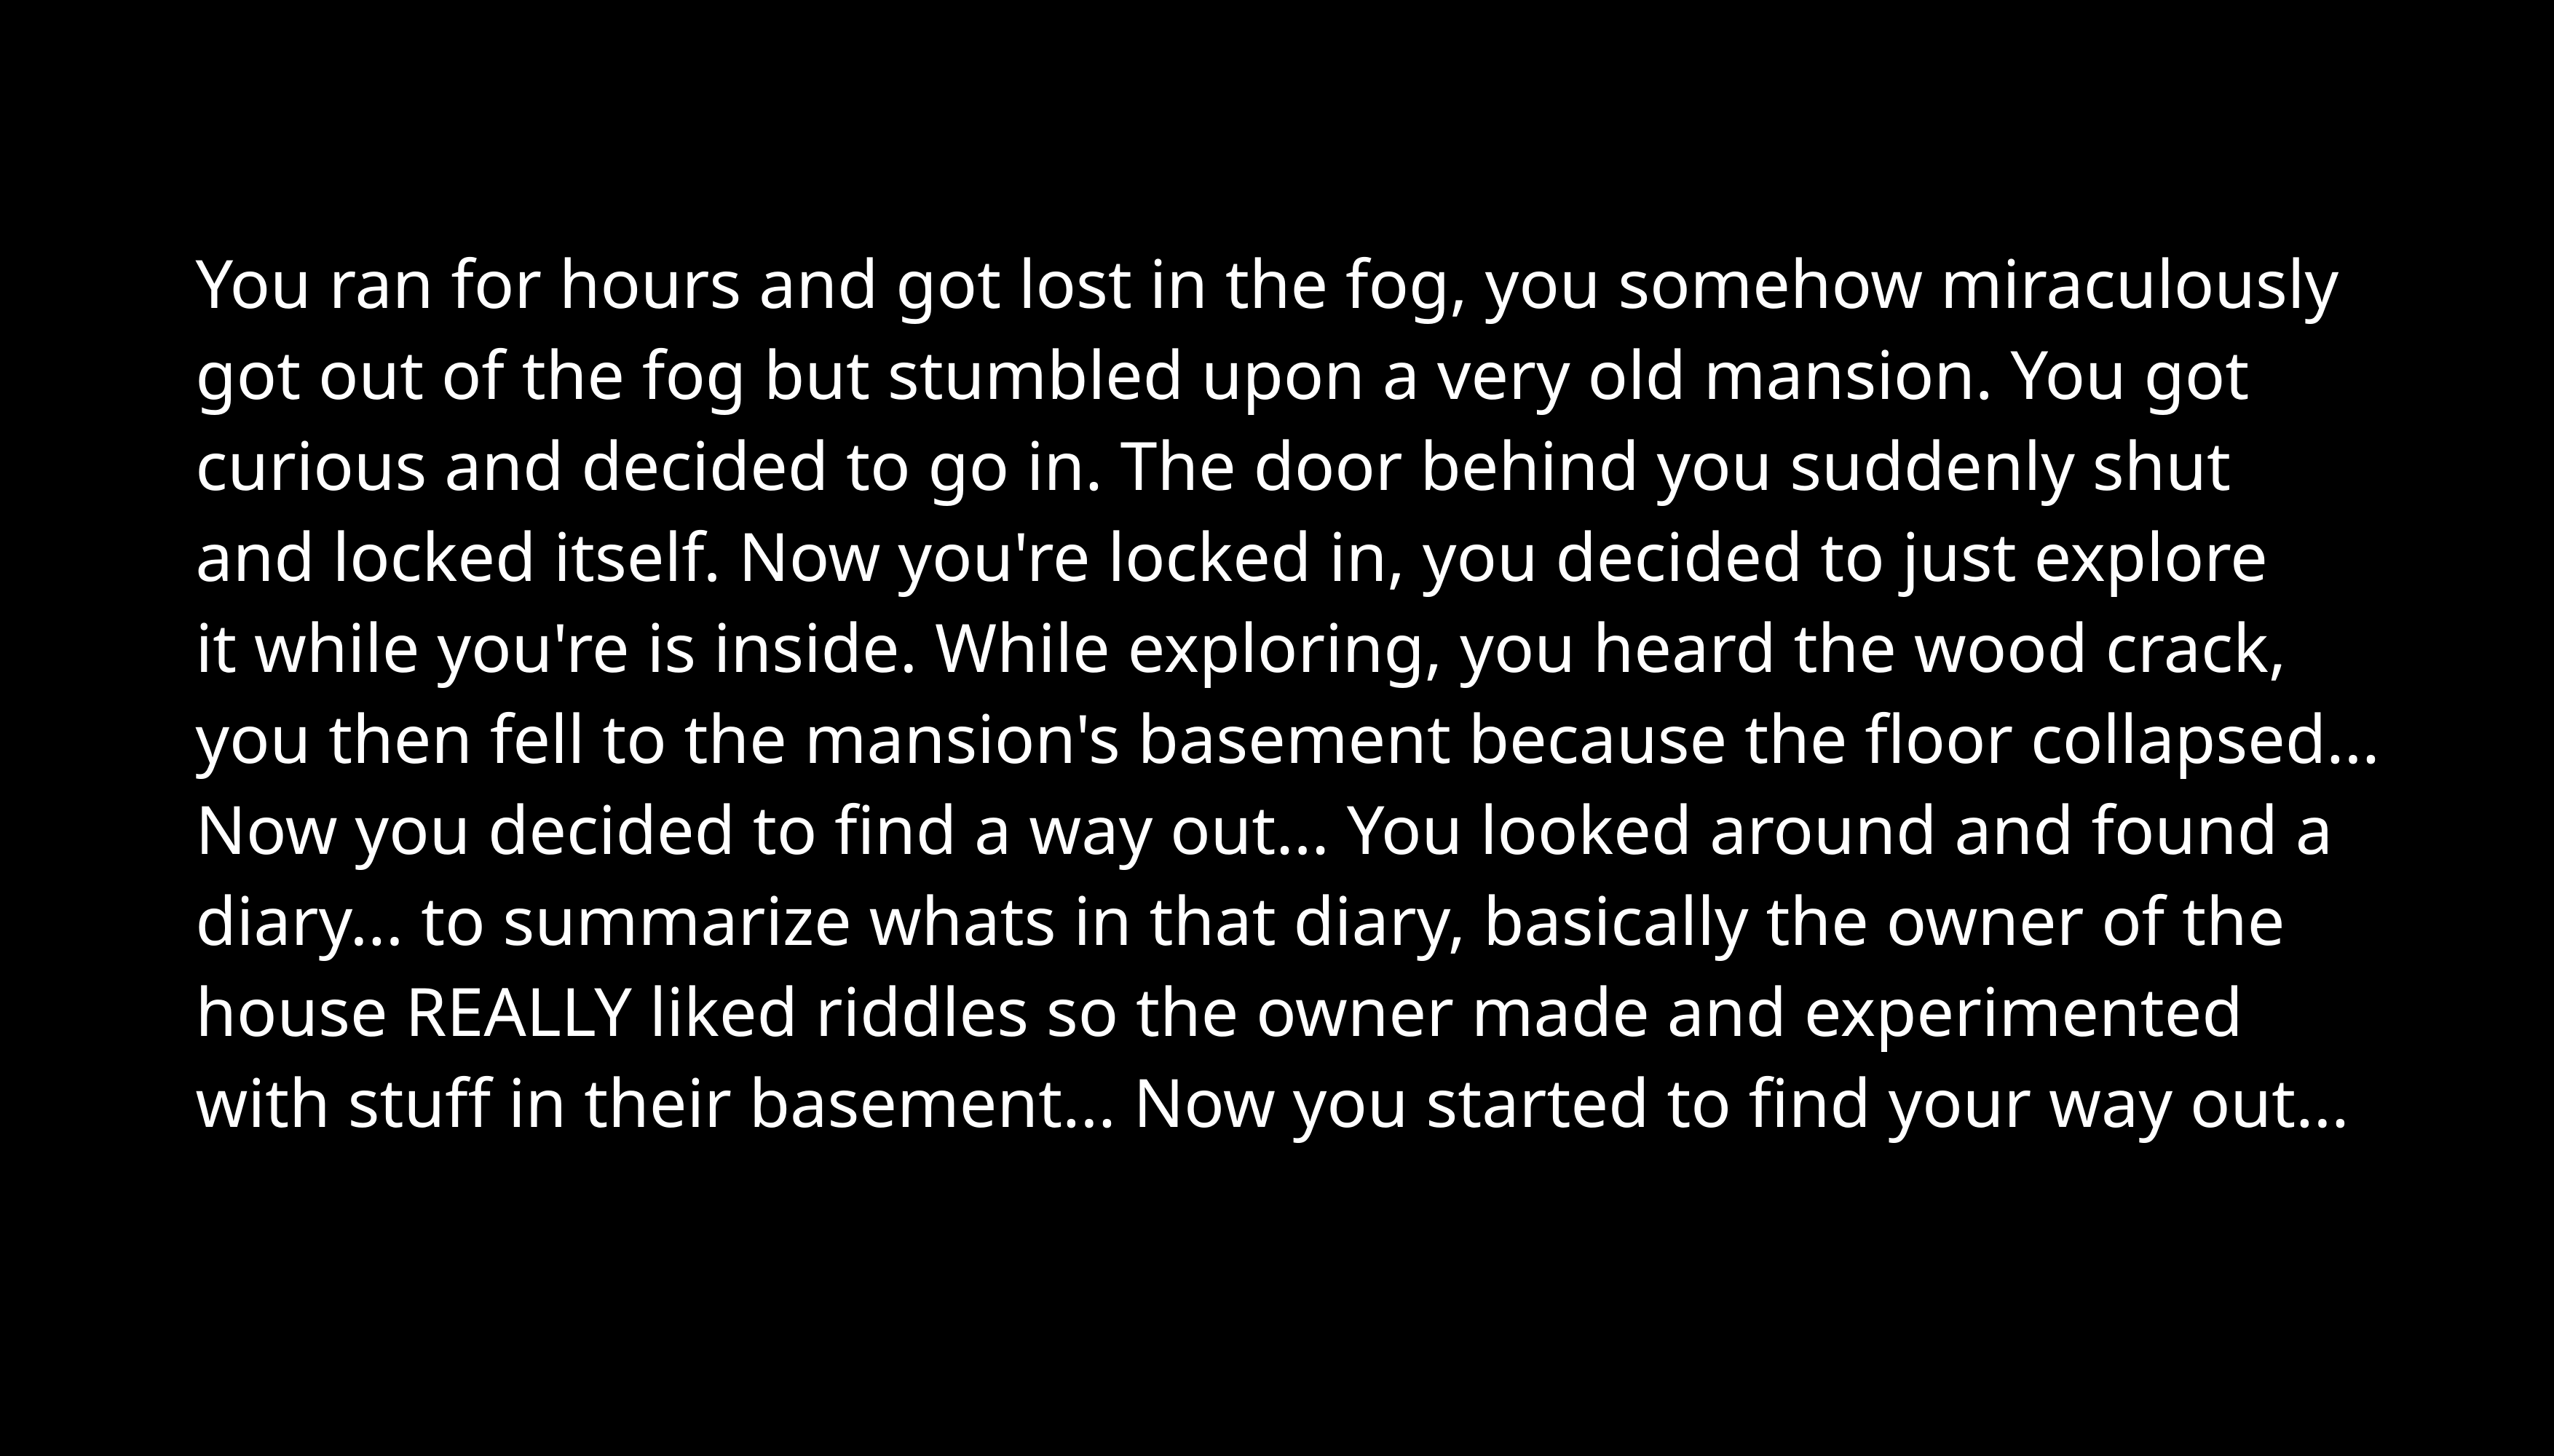 You ran for hours and got lost in the fog, you somehow miraculously
got out of the fog but stumbled upon a very old mansion. You got
curious and decided to go in. The door behind you suddenly shut
and locked itself. Now you're locked in, you decided to just explore
it while you're is inside. While exploring, you heard the wood crack,
you then fell to the mansion's basement because the floor collapsed...
Now you decided to find a way out... You looked around and found a
diary... to summarize whats in that diary, basically the owner of the
house REALLY liked riddles so the owner made and experimented
with stuff in their basement... Now you started to find your way out...